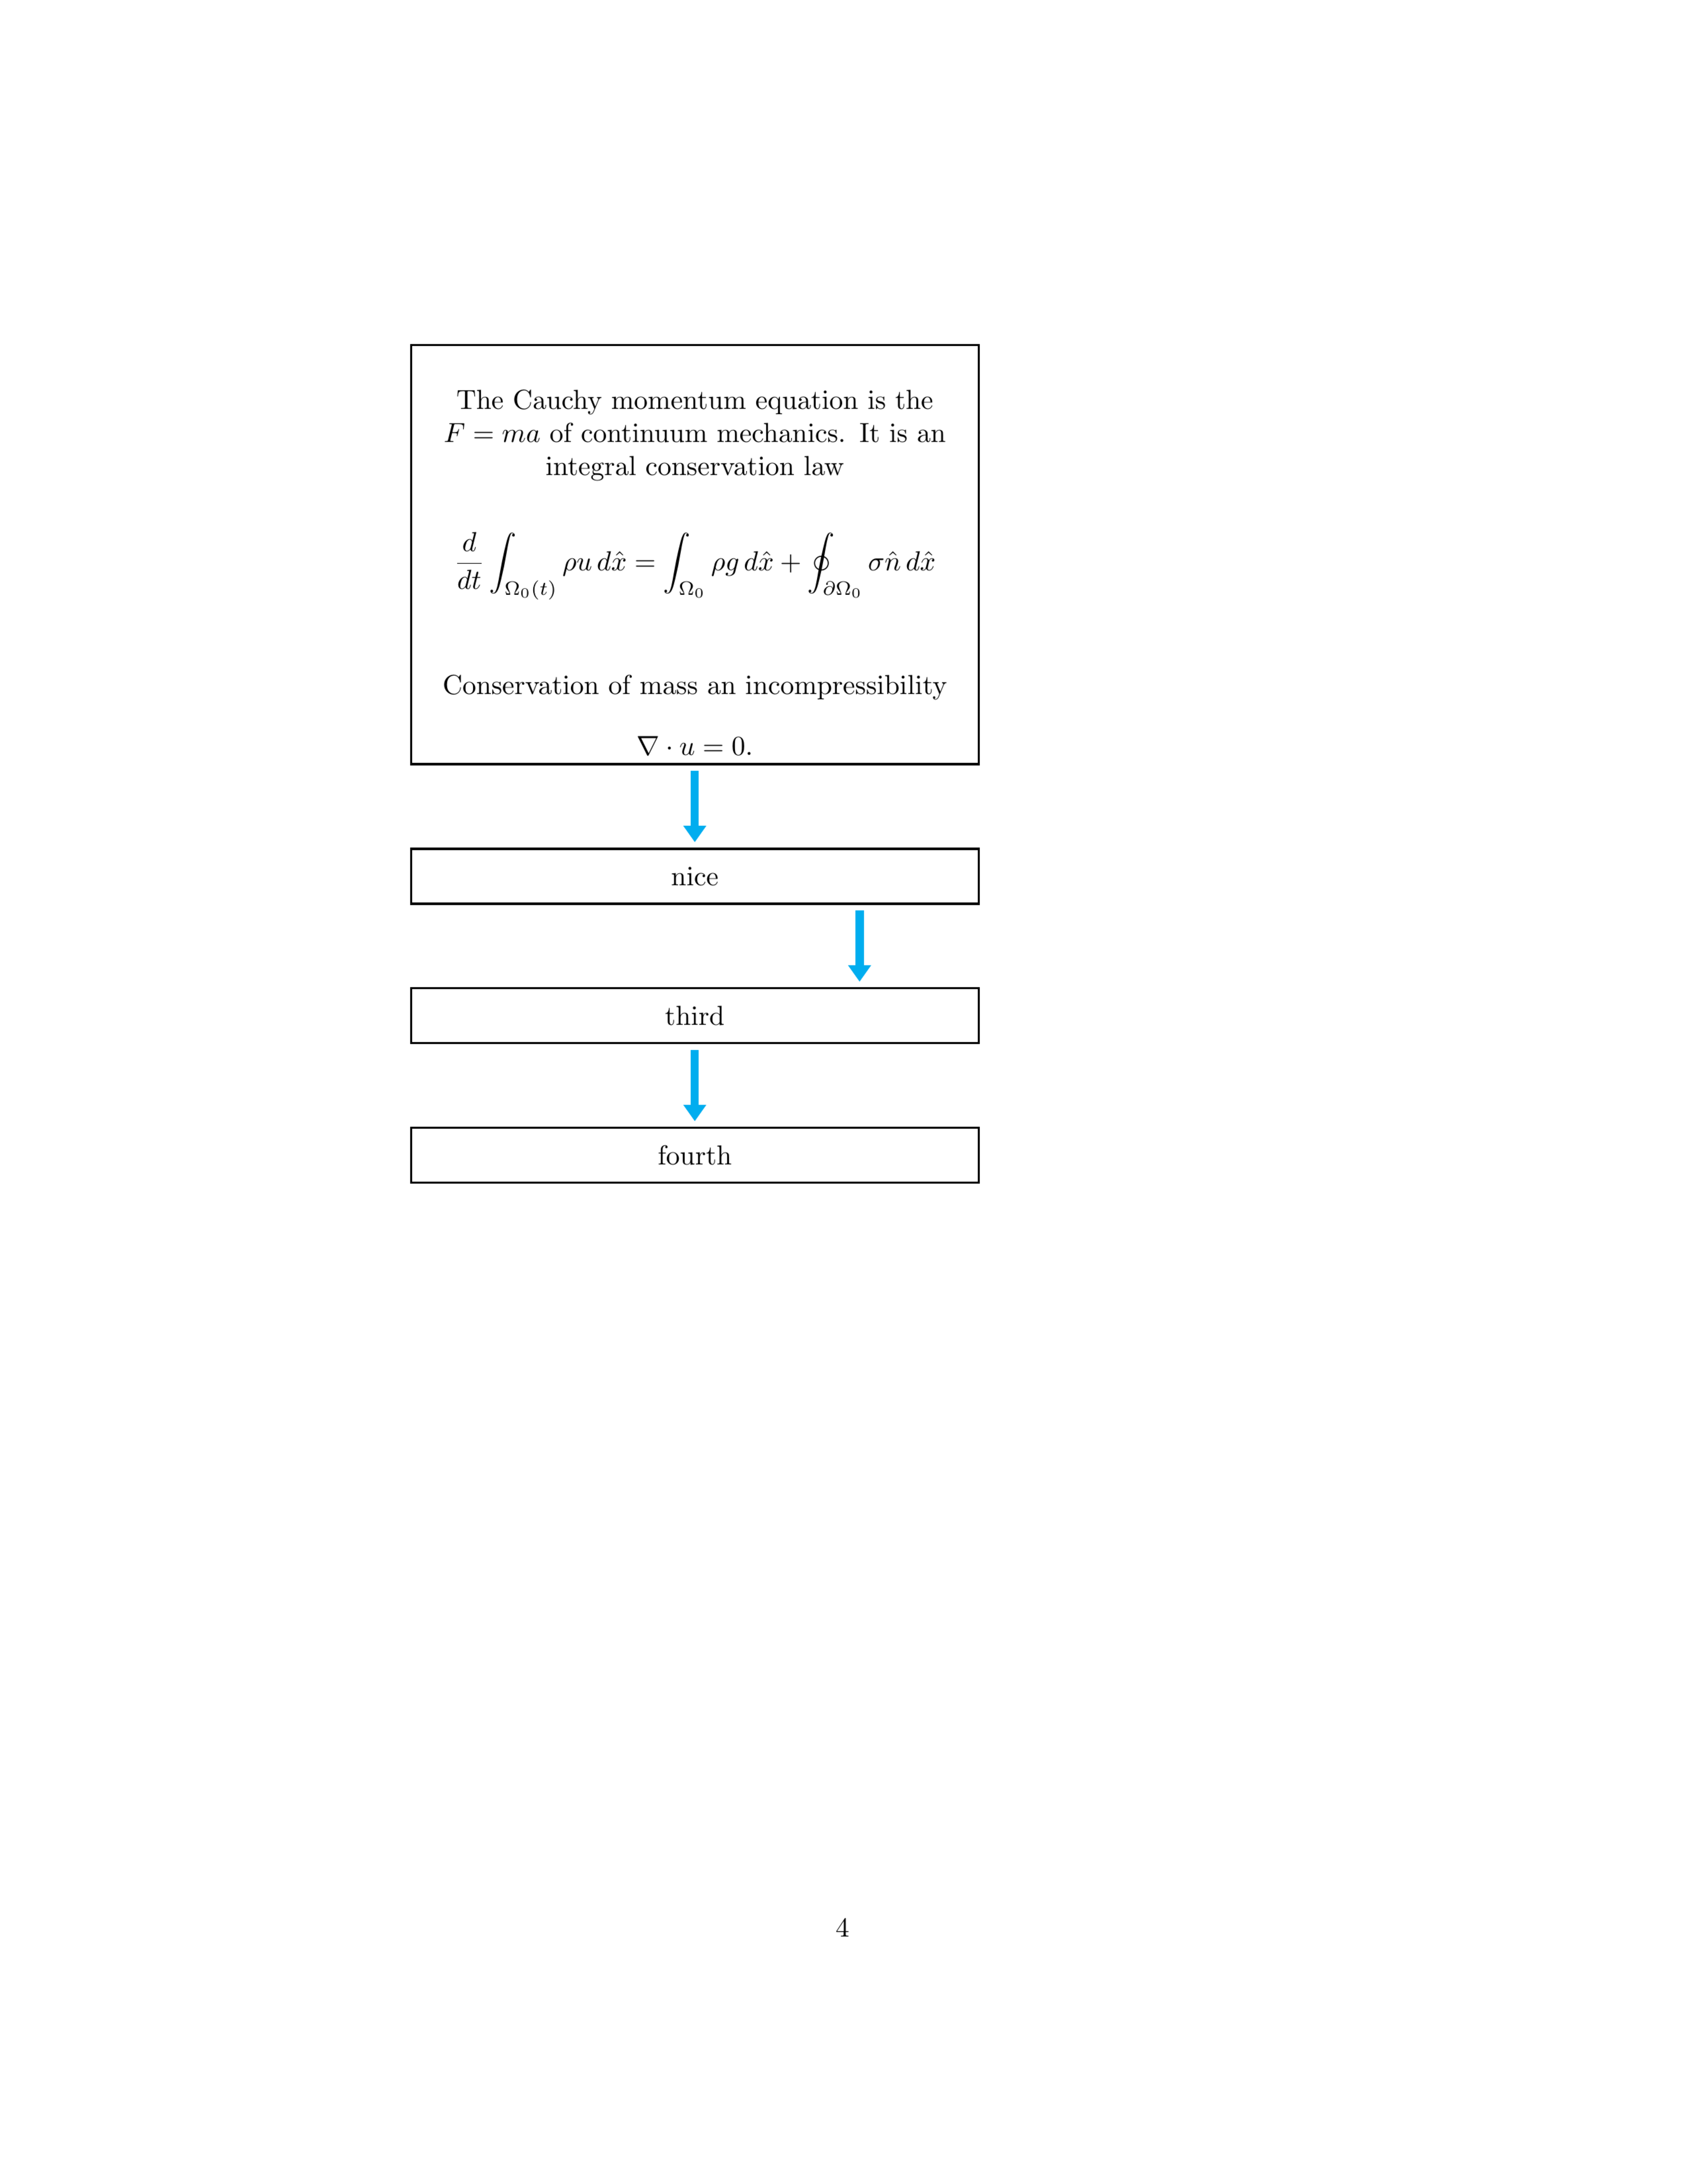 The Cauchy momentum equation is the
F = ma of continuum mechanics. It is an
integral conservation law
\frac{d}{dt} \int_{\Omega_0(t)} \rho u \, d\hat{x} = \int_{\Omega_0} \rho g \, d\hat{x} + \oint_{\partial\Omega_0} \sigma \hat{n} \, d\hat{x}
Conservation of mass an incompressibility
∇ · u = 0.
nice
third
fourth
4